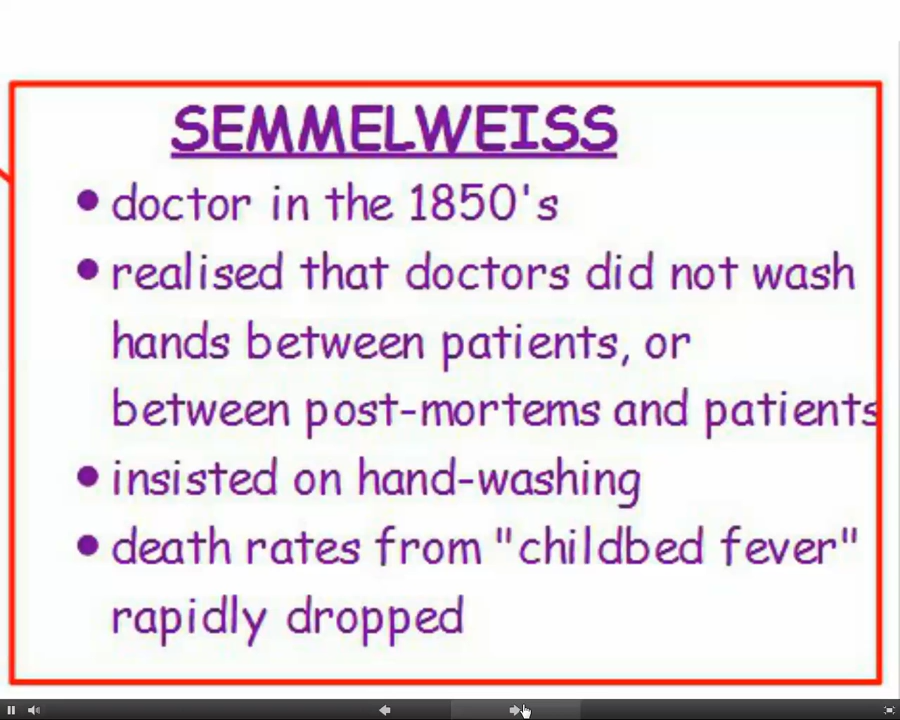 SEMMELWEISS
• doctor in the 1850's
• realised that doctors did not wash
hands between patients, or
between post-mortems and patients
• insisted on hand-washing
• death rates from "childbed fever"
rapidly dropped